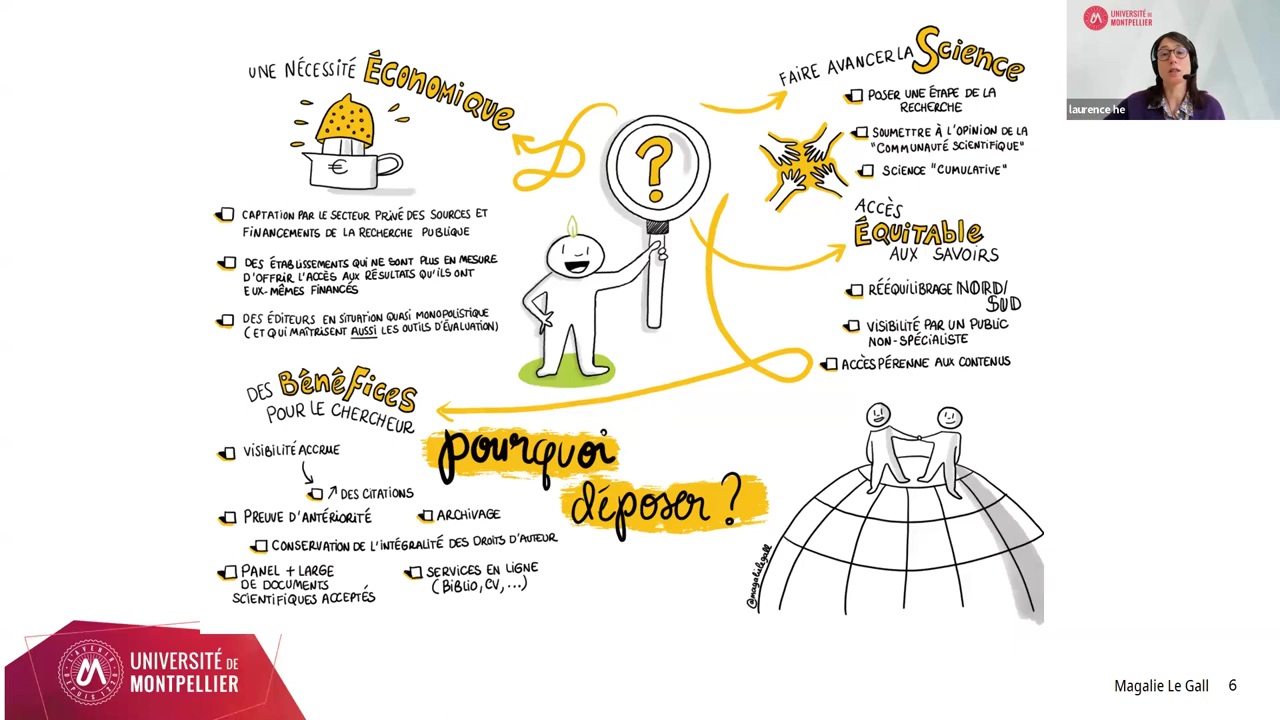 UNE NÉCESSITÉ ÉCONOMIQUE
€
CAPTATION PAR LE SECTEUR PRIVÉ DES SOURCES ET
FINANCEMENTS DE LA RECHERCHE PUBLIQUE
DES ÉTABLISSEMENTS QUI NE SONT PLUS EN MESURE
D'OFFRIR L'ACCÈS AUX RÉSULTATS QU'ILS ONT
EUX-MÊMES FINANCÉS
DES ÉDITEURS EN SITUATION QUASI MONOPOLISTIQUE
(ET QUI MAÎTRISENT AUSSI LES OUTILS D'ÉVALUATION)
?
FAIRE AVANCER LA SCIENCE
POSER UNE ÉTAPE DE LA
RECHERCHE
SOUMETTRE À L'OPINION DE LA
"COMMUNAUTÉ SCIENTIFIQUE"
SCIENCE "CUMULATIVE"
ACCÈS
ÉQUITABLE
AUX SAVOIRS
RÉÉQUILIBRAGE NORD/
SUD
VISIBILITÉ PAR UN PUBLIC
NON-SPÉCIALISTE
ACCÈS PÉRENNE AUX CONTENUS
DES BÊNÊFICES
POUR LE CHERCHEUR
VISIBILITÉ ACCRUE
↗ DES CITATIONS
PREUVE D'ANTÉRIORITÉ
ARCHIVAGE
CONSERVATION DE L'INTÉGRALITÉ DES DROITS D'AUTEUR
PANEL + LARGE
DE DOCUMENTS
SCIENTIFIQUES ACCEPTÉS
SERVICES EN LIGNE
(BIBLIO, CV, ...)
pourquoi
déposer ?
@magalielegall
UNIVERSITÉ DE
MONTPELLIER
laurence he
L'AVENIR
DEPUIS 1220
UNIVERSITÉ DE
MONTPELLIER
Magalie Le Gall 6